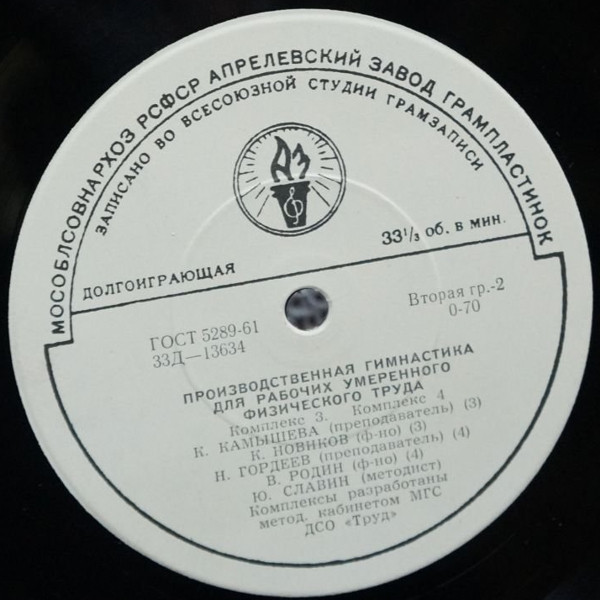 МОСОБЛСОВНАРХОЗ РСФСР АПРЕЛЕВСКИЙ ЗАВОД ГРАМПЛАСТИНОК
ЗАПИСАНО ВО ВСЕСОЮЗНОЙ СТУДИИ ГРАМЗАПИСИ
АЗ
ДОЛГОИГРАЮЩАЯ
33⅓ об. в мин.
ГОСТ 5289-61
33Д—13634
Вторая гр.-2
0-70
ПРОИЗВОДСТВЕННАЯ ГИМНАСТИКА
ДЛЯ РАБОЧИХ УМЕРЕННОГО
ФИЗИЧЕСКОГО ТРУДА
Комплекс 3. Комплекс 4
К. КАМЫШЕВА (преподаватель) (3)
К. НОВИКОВ (ф-но) (3)
Н. ГОРДЕЕВ (преподаватель) (4)
В. РОДИН (ф-но) (4)
Ю. СЛАВИН (методист)
Комплексы разработаны
метод. кабинетом МГС
ДСО «Труд»